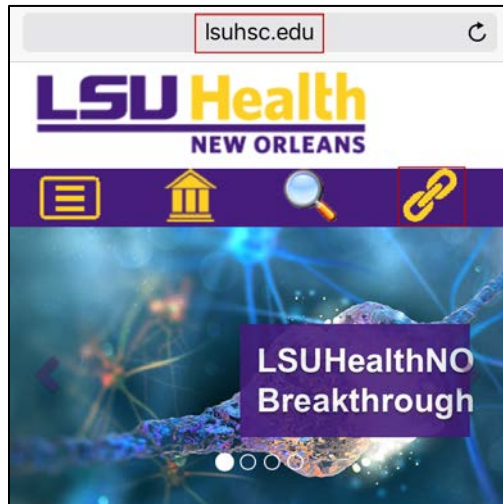 lsuhsc.edu
LSU Health
NEW ORLEANS
LSUHealthNO
Breakthrough